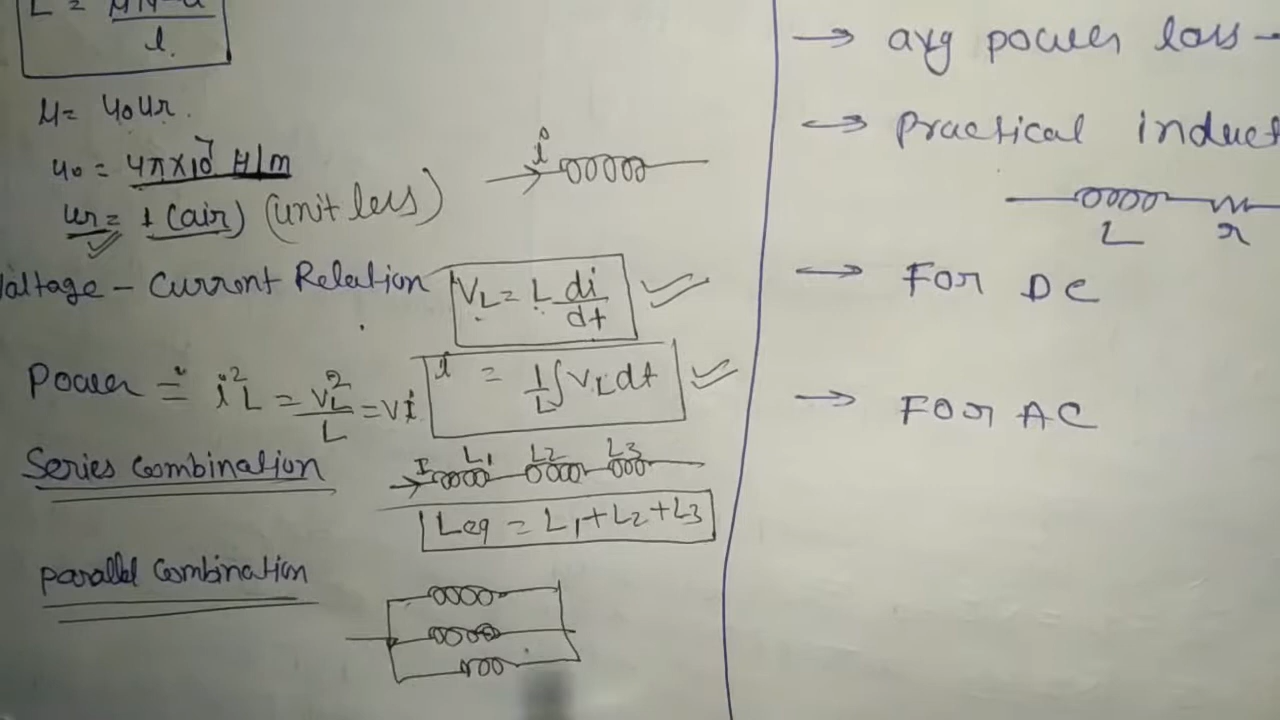 L = μN²a
l
μ = μ0μr.
μ0 = 4π×10⁻⁷ H/m
μr = 1 (air) (unit less)
i
Voltage - Current Relation VL = L di/dt
Power = i²L = VL²/L = Vi
i = 1/L ∫ VL dt
Series Combination
I L1 L2 L3
Leq = L1+L2+L3
Parallel Combination
→ avg power loss -
→ Practical induct
L r
→ For DC
→ FOR AC